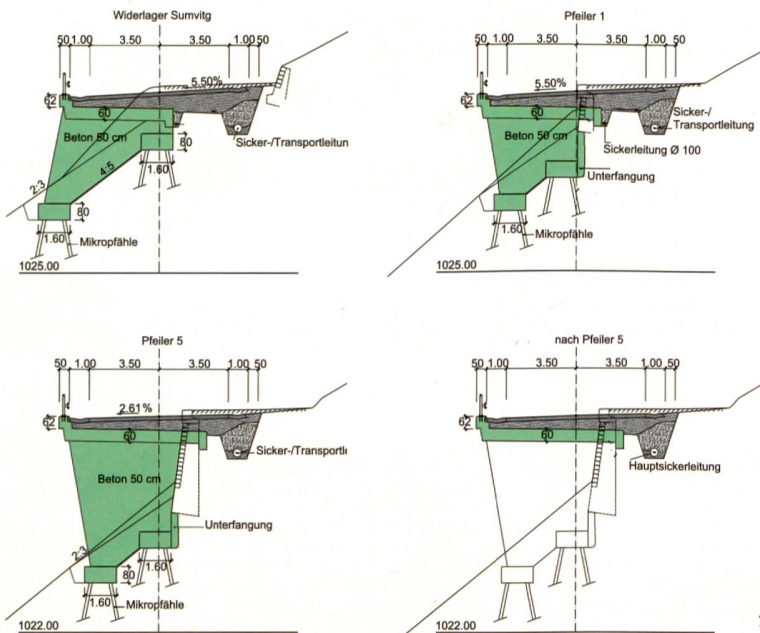 Widerlager Sumvitg
50 1.00 3.50 3.50 1.00 50
5.50%
62
60
Beton 50 cm
80
Sicker-/Transportleitun
4:5
1.60
2:3
80
1.60
Mikropfähle
1025.00
Pfeiler 1
50 1.00 3.50 3.50 1.00 50
5.50%
62
60
Sicker-/
Transportleitung
Beton 50 cm
Sickerleitung Ø 100
Unterfangung
1.60
Mikropfähle
1025.00
Pfeiler 5
50 1.00 3.50 3.50 1.00 50
2.61%
62
60
Sicker-/Transportle
Beton 50 cm
Unterfangung
2:3
80
1.60
1.60
Mikropfähle
1022.00
nach Pfeiler 5
50 1.00 3.50 3.50 1.00 50
62
60
Hauptsickerleitung
1022.00